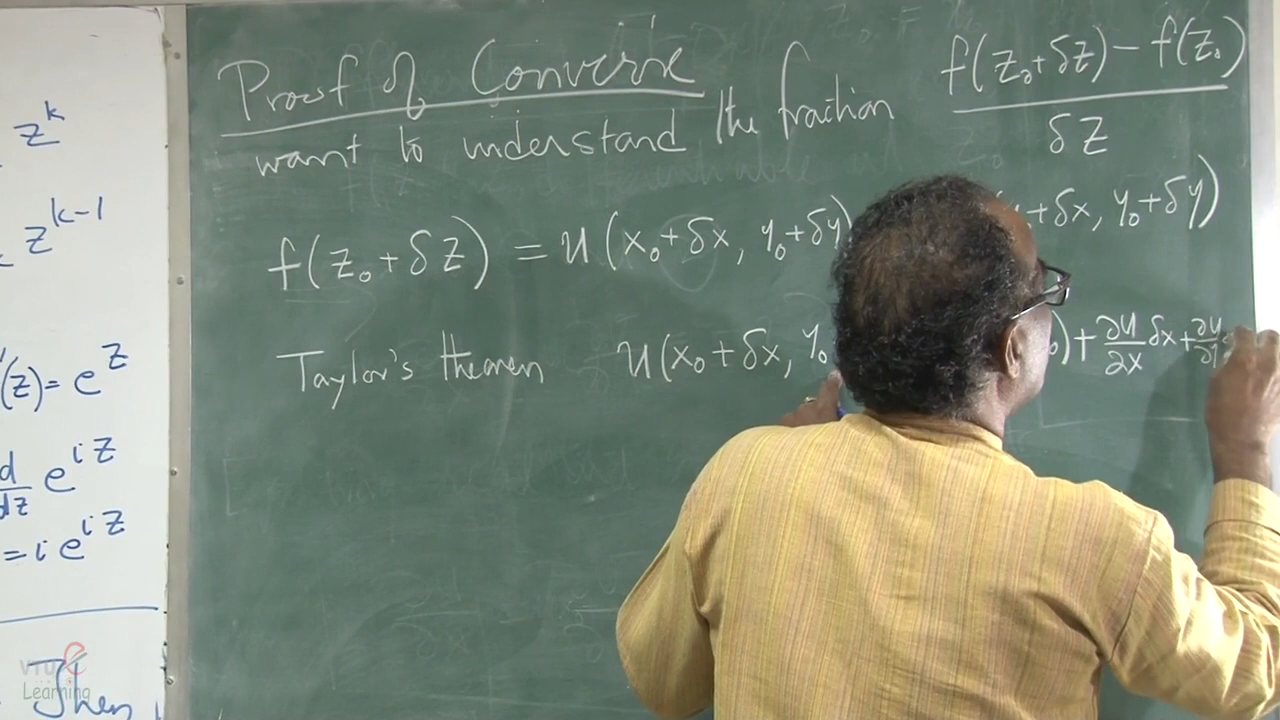 z^k
z^{k-1}
(z) = e^z
d/dz e^{iz}
= i e^{iz}
Then
Proof of Converse
want to understand the fraction (f(z₀+δz) − f(z₀))/δz
f(z₀ + δz) = u(x₀+δx, y₀+δy) +δx, y₀+δy)
Taylor's theorem u(x₀ + δx, y₀ ) + ∂u/∂x δx + ∂u/∂y
VTU e
Learning